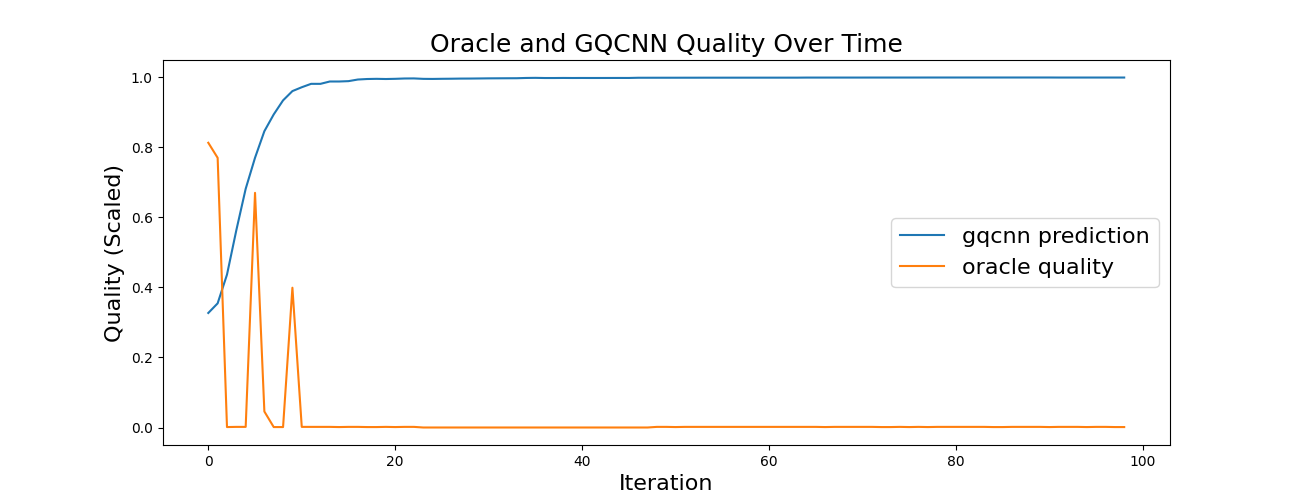 Oracle and GQCNN Quality Over Time
Quality (Scaled)
1.0
0.8
0.6
0.4
0.2
0.0
gqcnn prediction
oracle quality
0 20 40 60 80 100
Iteration